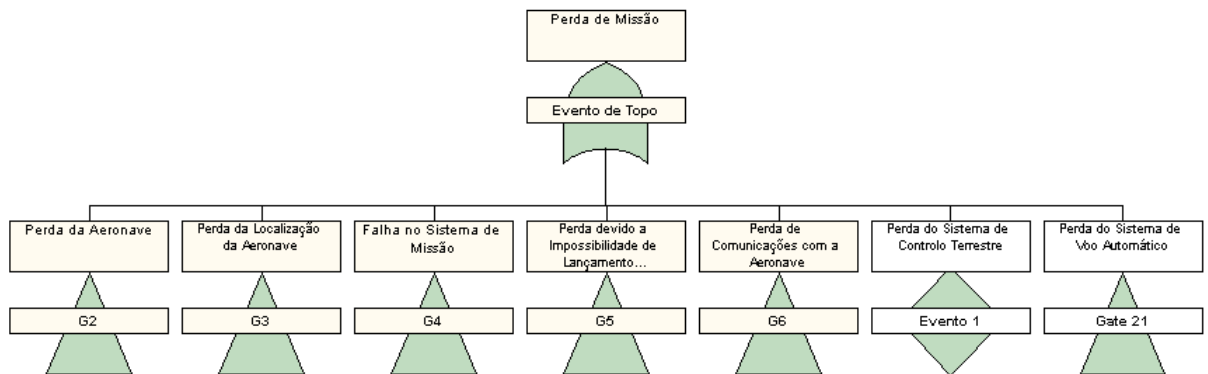 Perda de Missão
Evento de Topo
Perda da Aeronave
Perda da Localização
da Aeronave
Falha no Sistema de
Missão
Perda devido a
Impossibilidade de
Lançamento...
Perda de
Comunicações com a
Aeronave
Perda do Sistema de
Controlo Terrestre
Perda do Sistema de
Voo Automático
G2
G3
G4
G5
G6
Evento 1
Gate 21